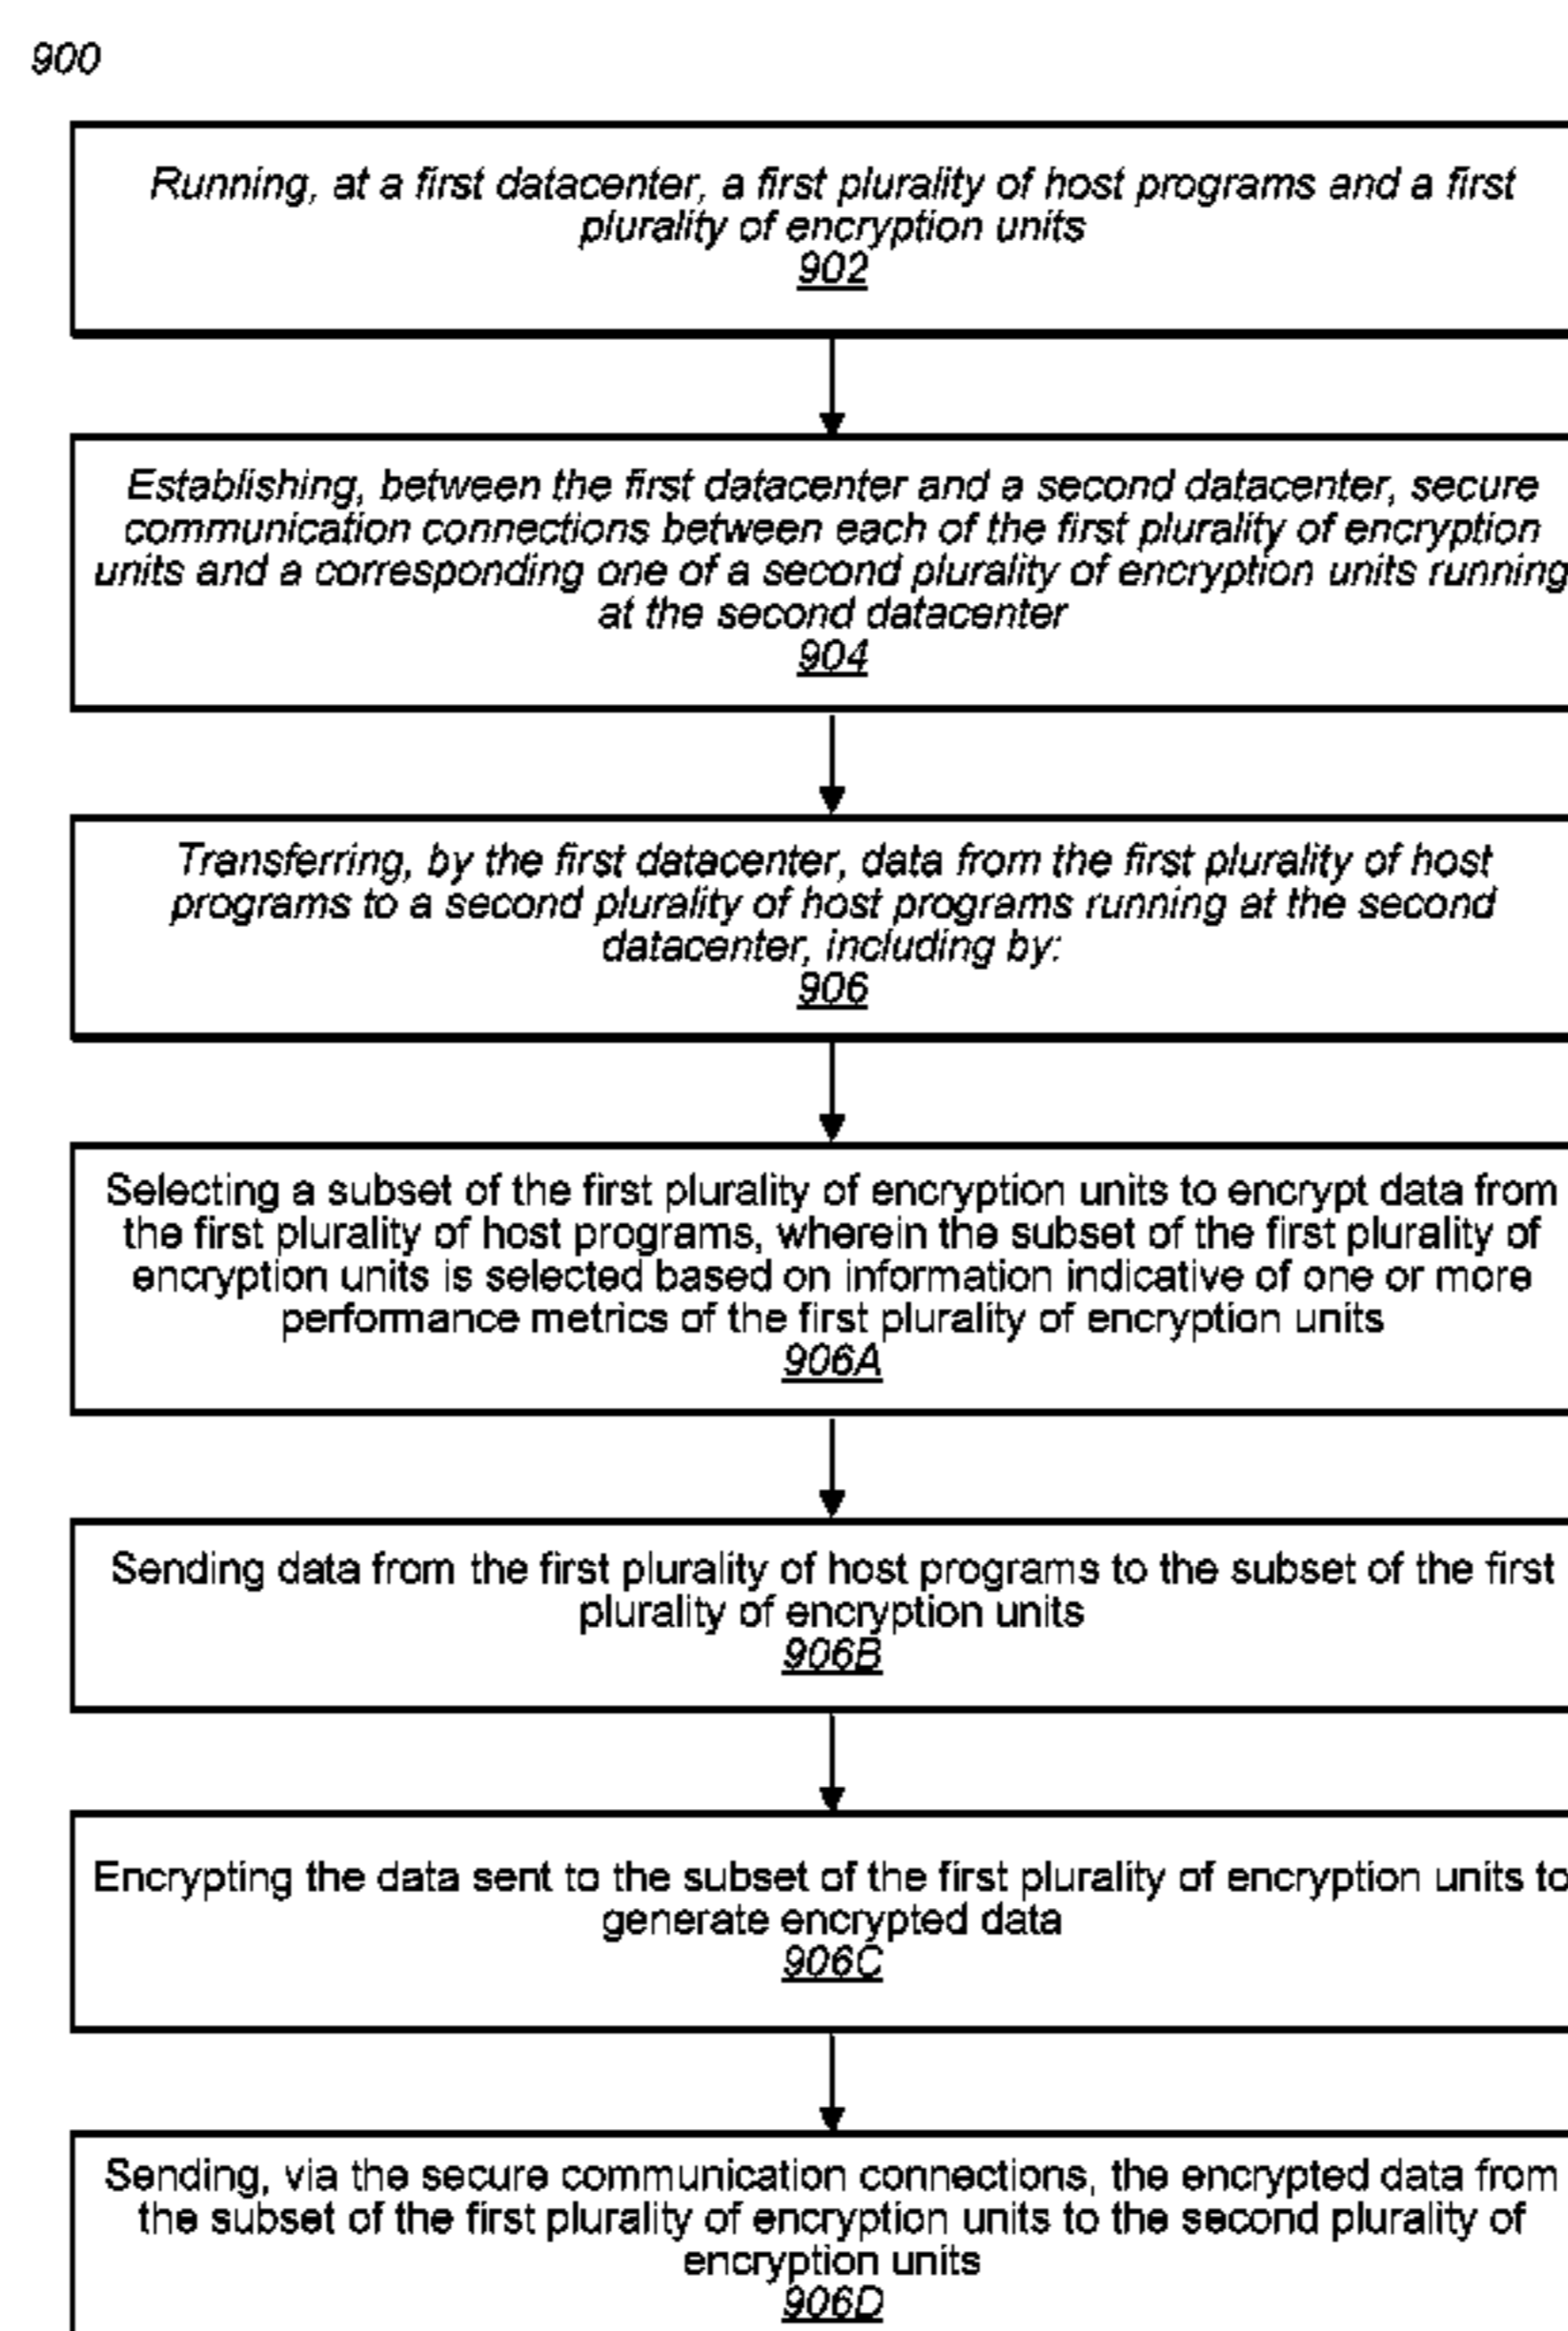 900
Running, at a first datacenter, a first plurality of host programs and a first
plurality of encryption units
902
Establishing, between the first datacenter and a second datacenter, secure
communication connections between each of the first plurality of encryption
units and a corresponding one of a second plurality of encryption units running
at the second datacenter
904
Transferring, by the first datacenter, data from the first plurality of host
programs to a second plurality of host programs running at the second
datacenter, including by:
906
Selecting a subset of the first plurality of encryption units to encrypt data from
the first plurality of host programs, wherein the subset of the first plurality of
encryption units is selected based on information indicative of one or more
performance metrics of the first plurality of encryption units
906A
Sending data from the first plurality of host programs to the subset of the first
plurality of encryption units
906B
Encrypting the data sent to the subset of the first plurality of encryption units to
generate encrypted data
906C
Sending, via the secure communication connections, the encrypted data from
the subset of the first plurality of encryption units to the second plurality of
encryption units
906D